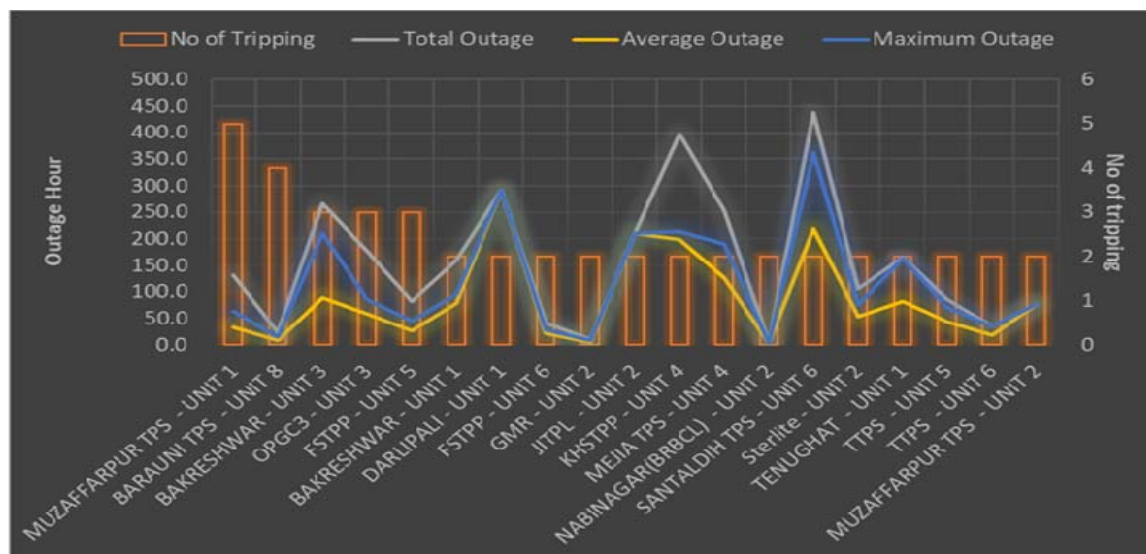 No of Tripping Total Outage Average Outage Maximum Outage
500.0
450.0
400.0
350.0
300.0
250.0
200.0
150.0
100.0
50.0
0.0
Outage Hour
6
5
4
3
2
1
0
No of tripping
MUZAFFARPUR TPS - UNIT 1
BARAUNI TPS - UNIT 8
BAKRESHWAR - UNIT 3
OPGC3 - UNIT 3
FSTPP - UNIT 5
BAKRESHWAR - UNIT 1
DARLIPALI - UNIT 1
FSTPP - UNIT 6
GMR - UNIT 2
JITPL - UNIT 2
KHSTPP - UNIT 4
MEJIA TPS - UNIT 4
NABINAGAR(BRBCL) - UNIT 2
SANTALDIH TPS - UNIT 6
Sterlite - UNIT 2
TENUGHAT - UNIT 1
TTPS - UNIT 5
TTPS - UNIT 6
MUZAFFARPUR TPS - UNIT 2